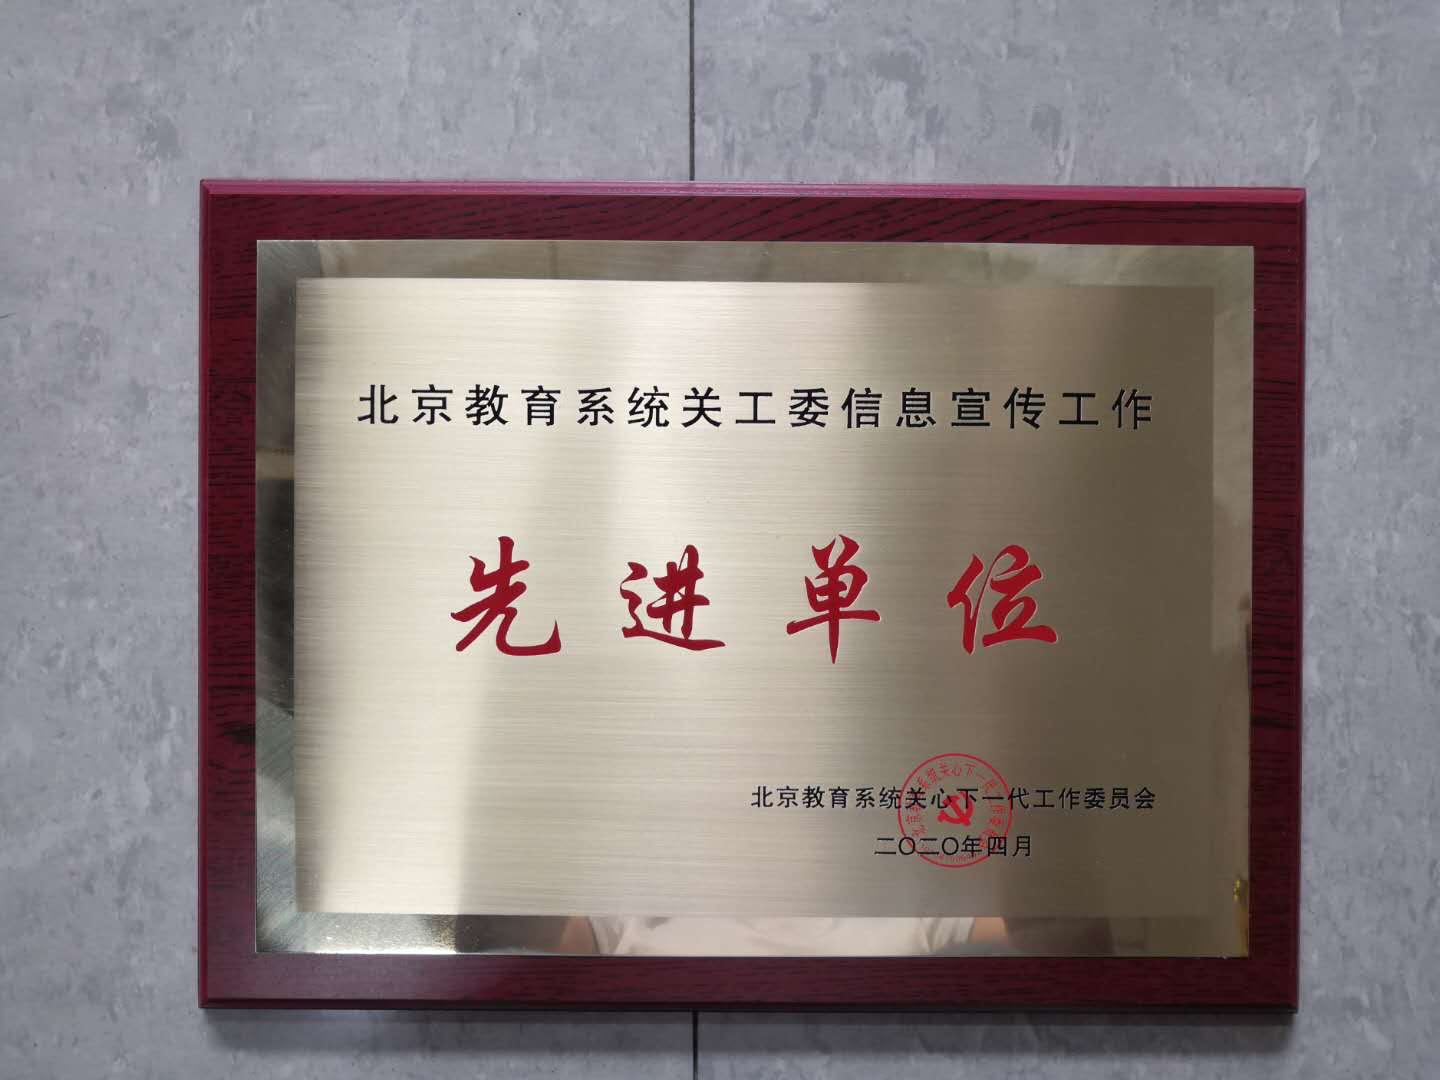 北京教育系统关工委信息宣传工作
先进单位
北京教育系统关心下一代工作委员会
二〇二〇年四月